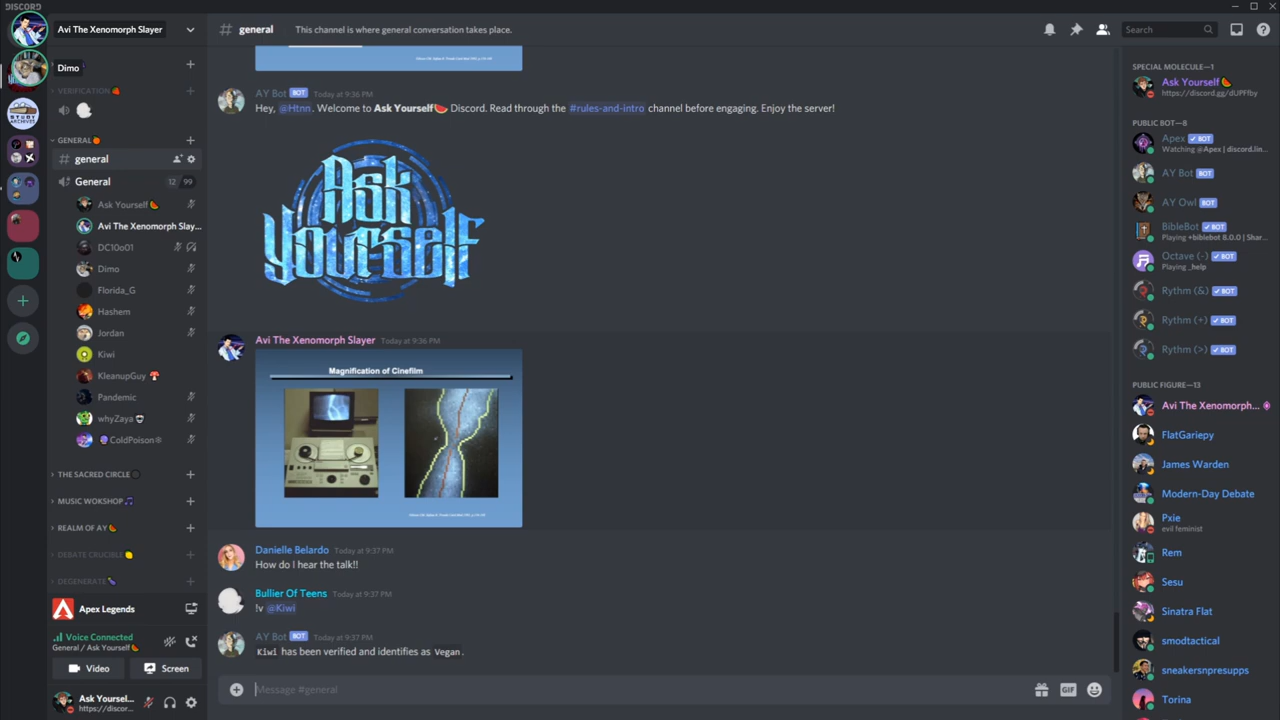 DISCORD
Avi The Xenomorph Slayer
Dimo
VERIFICATION
GENERAL
general
General
12 99
Ask Yourself
Avi The Xenomorph Slay...
DC10o01
Dimo
Florida_G
Hashem
Jordan
Kiwi
KleanupGuy
Pandemic
whyZaya
ColdPoison
THE SACRED CIRCLE
MUSIC WOKSHOP
REALM OF AY
DEBATE CRUCIBLE
DEGENERATE
Apex Legends
Voice Connected
General / Ask Yourself
Video
Screen
Ask Yoursel...
https://discor...
STUDY
ARCHIVES
# general
This channel is where general conversation takes place.
Search
AY Bot BOT Today at 9:36 PM
Hey, @Htnn. Welcome to Ask Yourself Discord. Read through the #rules-and-intro channel before engaging. Enjoy the server!
Ask
Yourself
Avi The Xenomorph Slayer Today at 9:36 PM
Magnification of Cinefilm
Danielle Belardo Today at 9:37 PM
How do I hear the talk!!
Bullier Of Teens Today at 9:37 PM
!v @Kiwi
AY Bot BOT Today at 9:37 PM
Kiwi has been verified and identifies as Vegan.
Message #general
GIF
SPECIAL MOLECULE—1
Ask Yourself
https://discord.gg/dUPFfby
PUBLIC BOT—8
Apex BOT
Watching @Apex | discord.lin...
AY Bot BOT
AY Owl BOT
BibleBot BOT
Playing +biblebot 8.0.0 | Shar...
Octave (-) BOT
Playing _help
Rythm (&) BOT
Rythm (+) BOT
Rythm (>) BOT
PUBLIC FIGURE—13
Avi The Xenomorph...
FlatGariepy
James Warden
Modern-Day Debate
Pxie
evil feminist
Rem
Sesu
Sinatra Flat
smodtactical
sneakersnpresupps
Torina